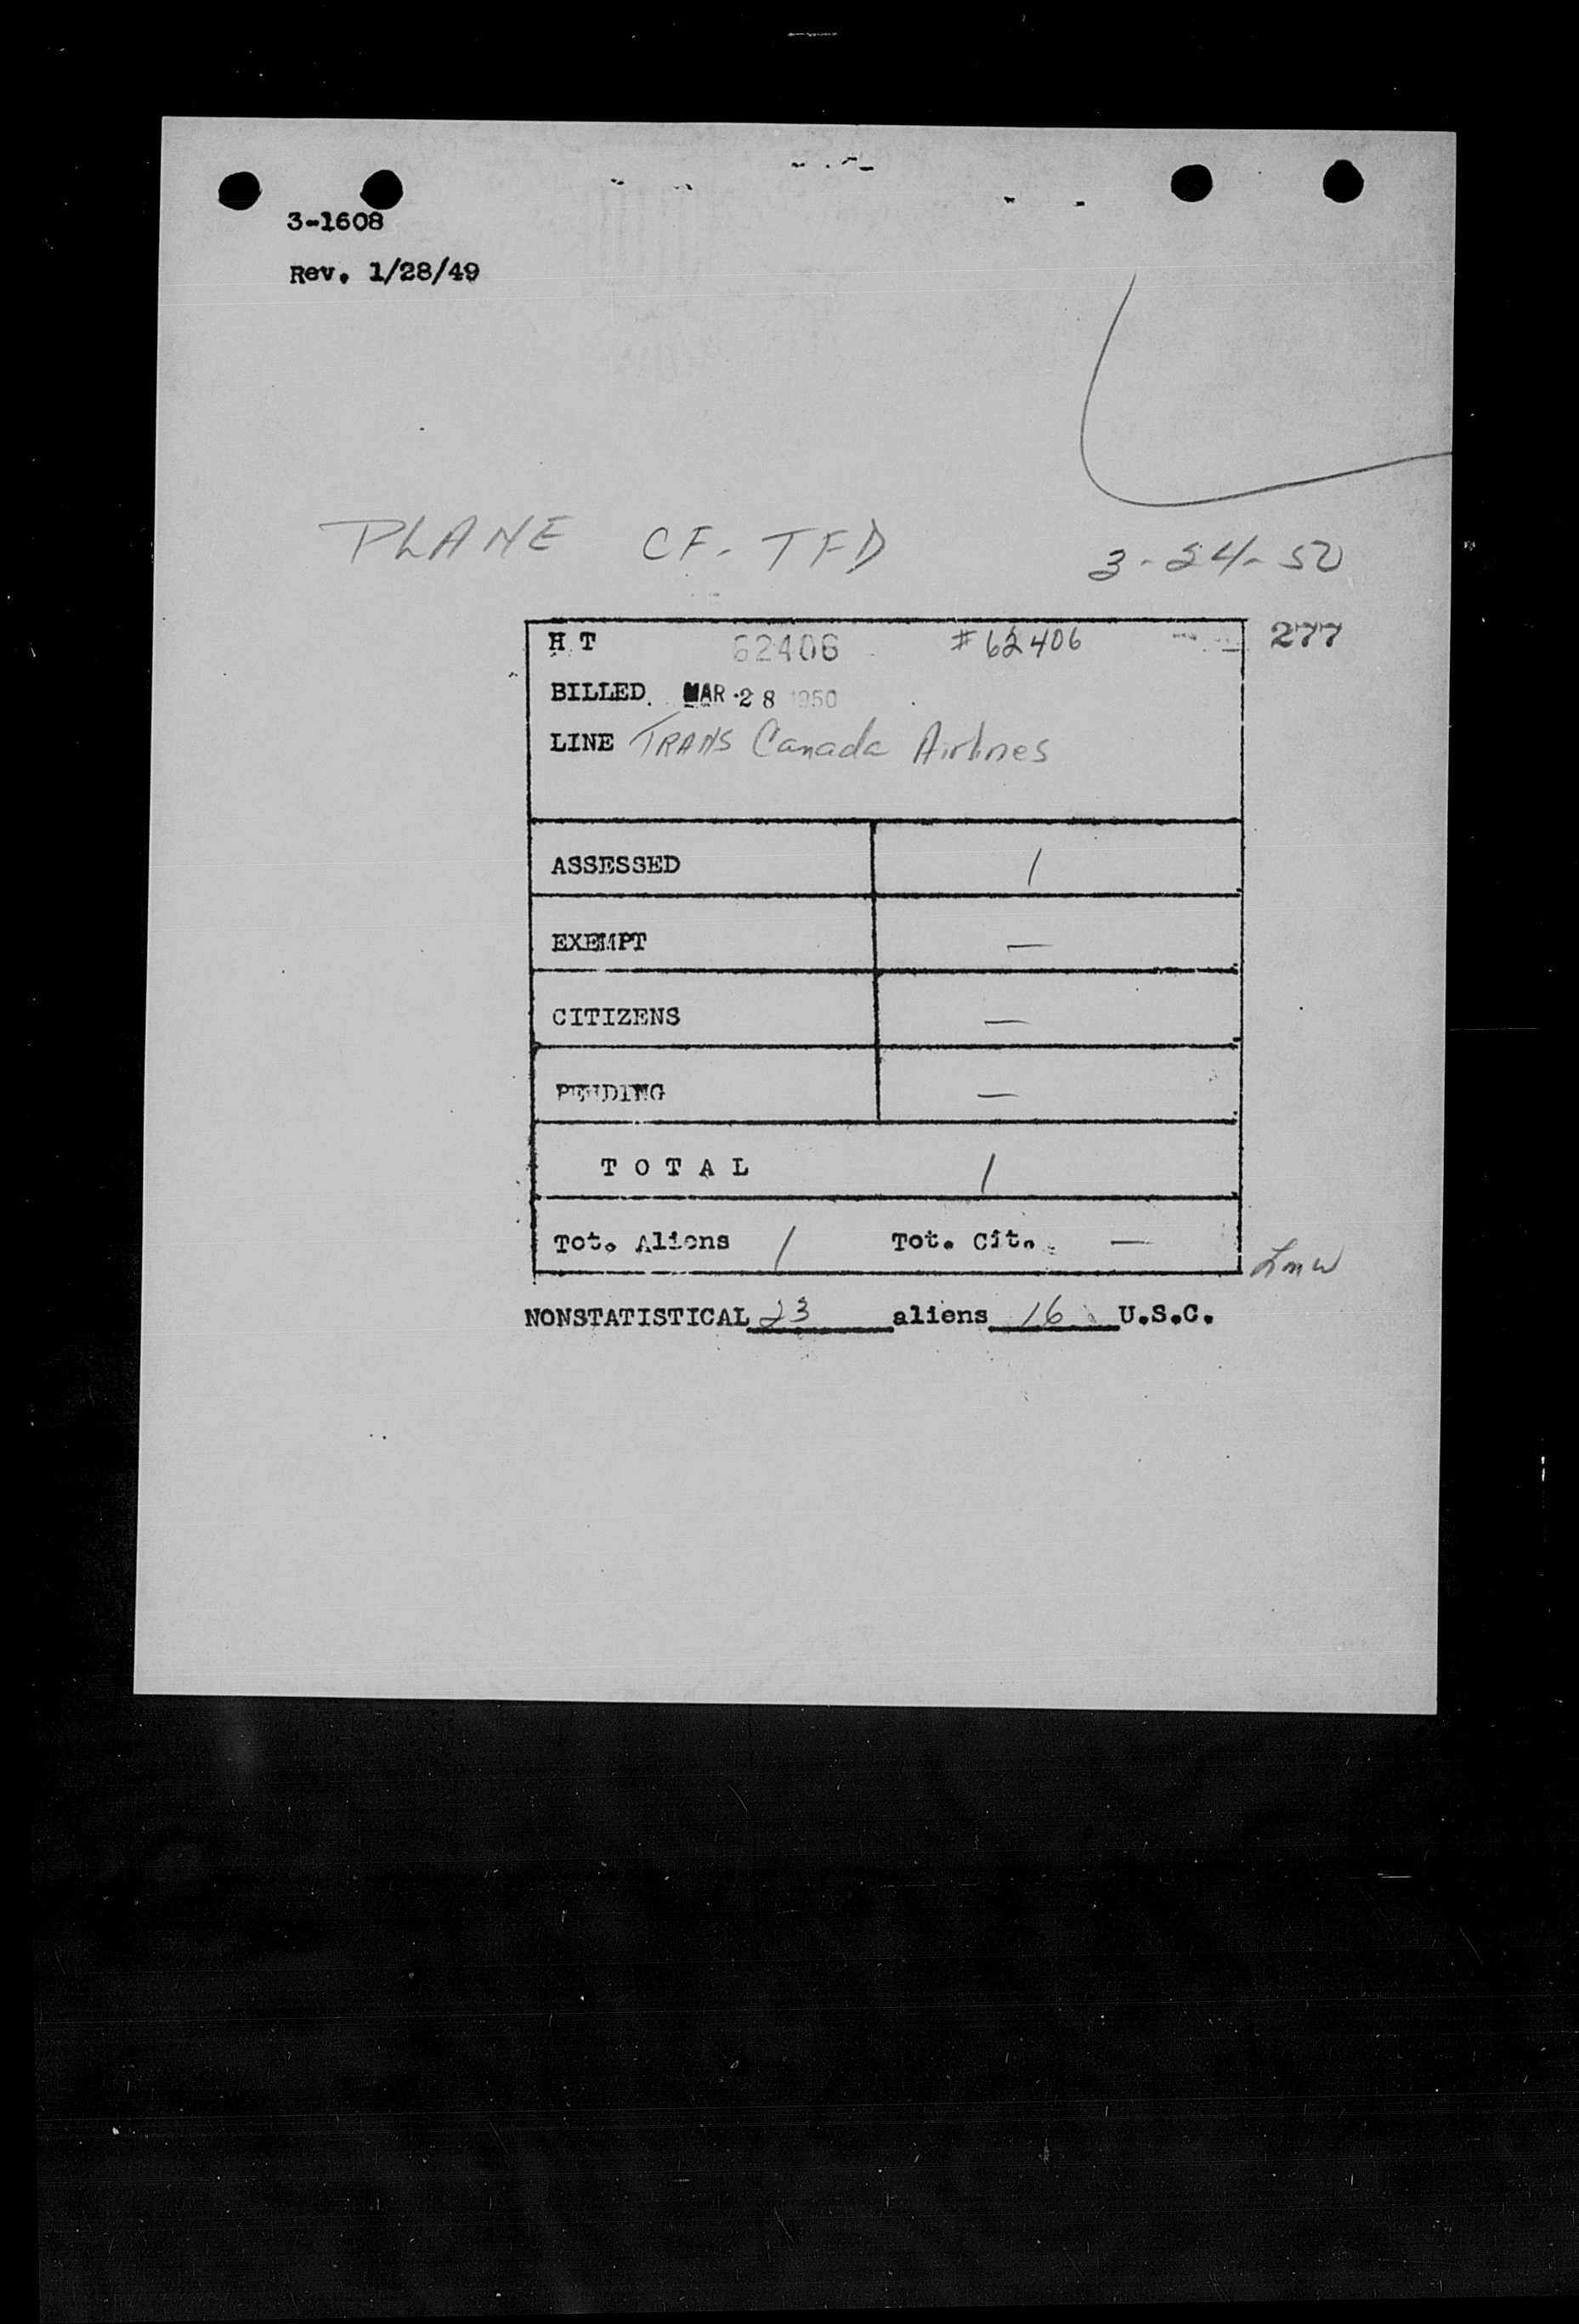 3-1608
Rev. 1/28/49
PLANE CF-TFD 3-24-50
H T 62406 #62406 277
BILLED. MAR 28 1950
LINE TRANS Canada Airlines
ASSESSED 1
EXEMPT —
CITIZENS —
PENDING —
T O T A L 1
Tot. Aliens 1 Tot. Cit. —
LMW
NONSTATISTICAL 23 aliens 16 U.S.C.